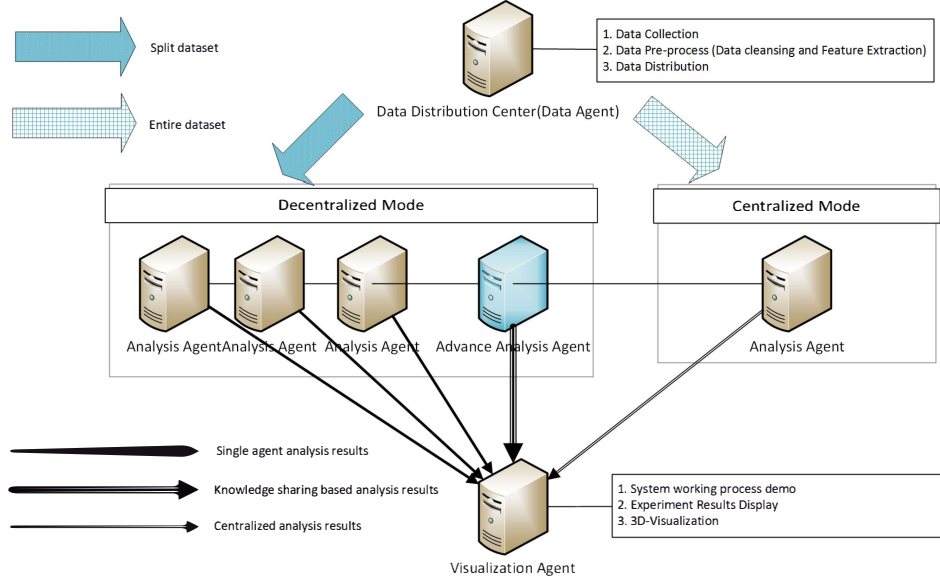 Split dataset
Entire dataset
1. Data Collection
2. Data Pre-process (Data cleansing and Feature Extraction)
3. Data Distribution
Data Distribution Center(Data Agent)
Decentralized Mode
Centralized Mode
Analysis Agent
Analysis Agent
Analysis Agent
Advance Analysis Agent
Analysis Agent
Single agent analysis results
Knowledge sharing based analysis results
Centralized analysis results
1. System working process demo
2. Experiment Results Display
3. 3D-Visualization
Visualization Agent